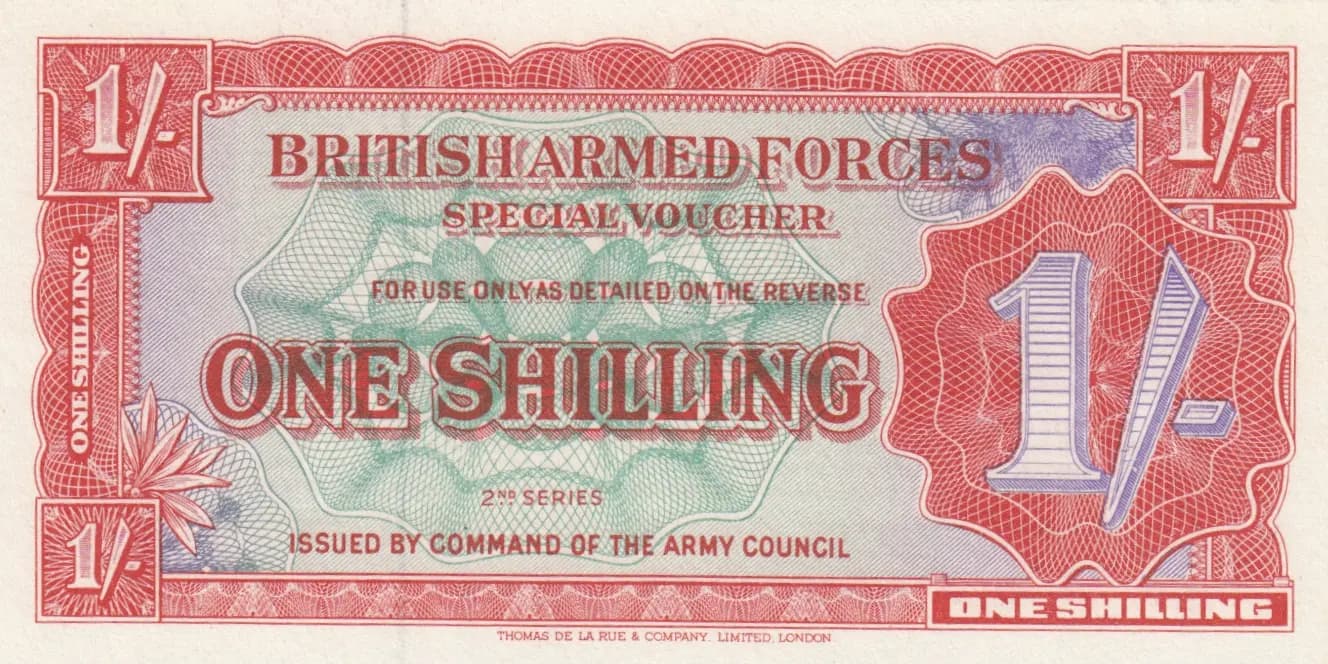 1/-
1/-
BRITISH ARMED FORCES
SPECIAL VOUCHER
FOR USE ONLY AS DETAILED ON THE REVERSE
ONE SHILLING
1/-
ONE SHILLING
2ND SERIES
ISSUED BY COMMAND OF THE ARMY COUNCIL
1/-
ONE SHILLING
THOMAS DE LA RUE & COMPANY. LIMITED, LONDON